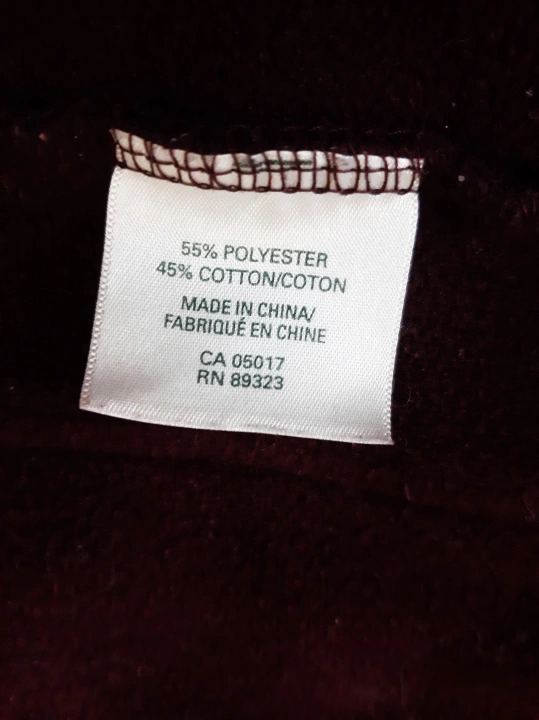 55% POLYESTER
45% COTTON/COTON
MADE IN CHINA/
FABRIQUÉ EN CHINE
CA 05017
RN 89323